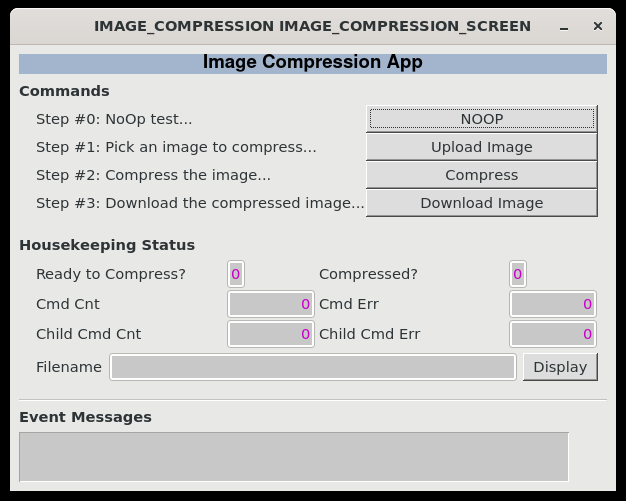 IMAGE_COMPRESSION IMAGE_COMPRESSION_SCREEN
Image Compression App
Commands
Step #0: NoOp test... NOOP
Step #1: Pick an image to compress... Upload Image
Step #2: Compress the image... Compress
Step #3: Download the compressed image... Download Image
Housekeeping Status
Ready to Compress? 0 Compressed? 0
Cmd Cnt 0 Cmd Err 0
Child Cmd Cnt 0 Child Cmd Err 0
Filename Display
Event Messages